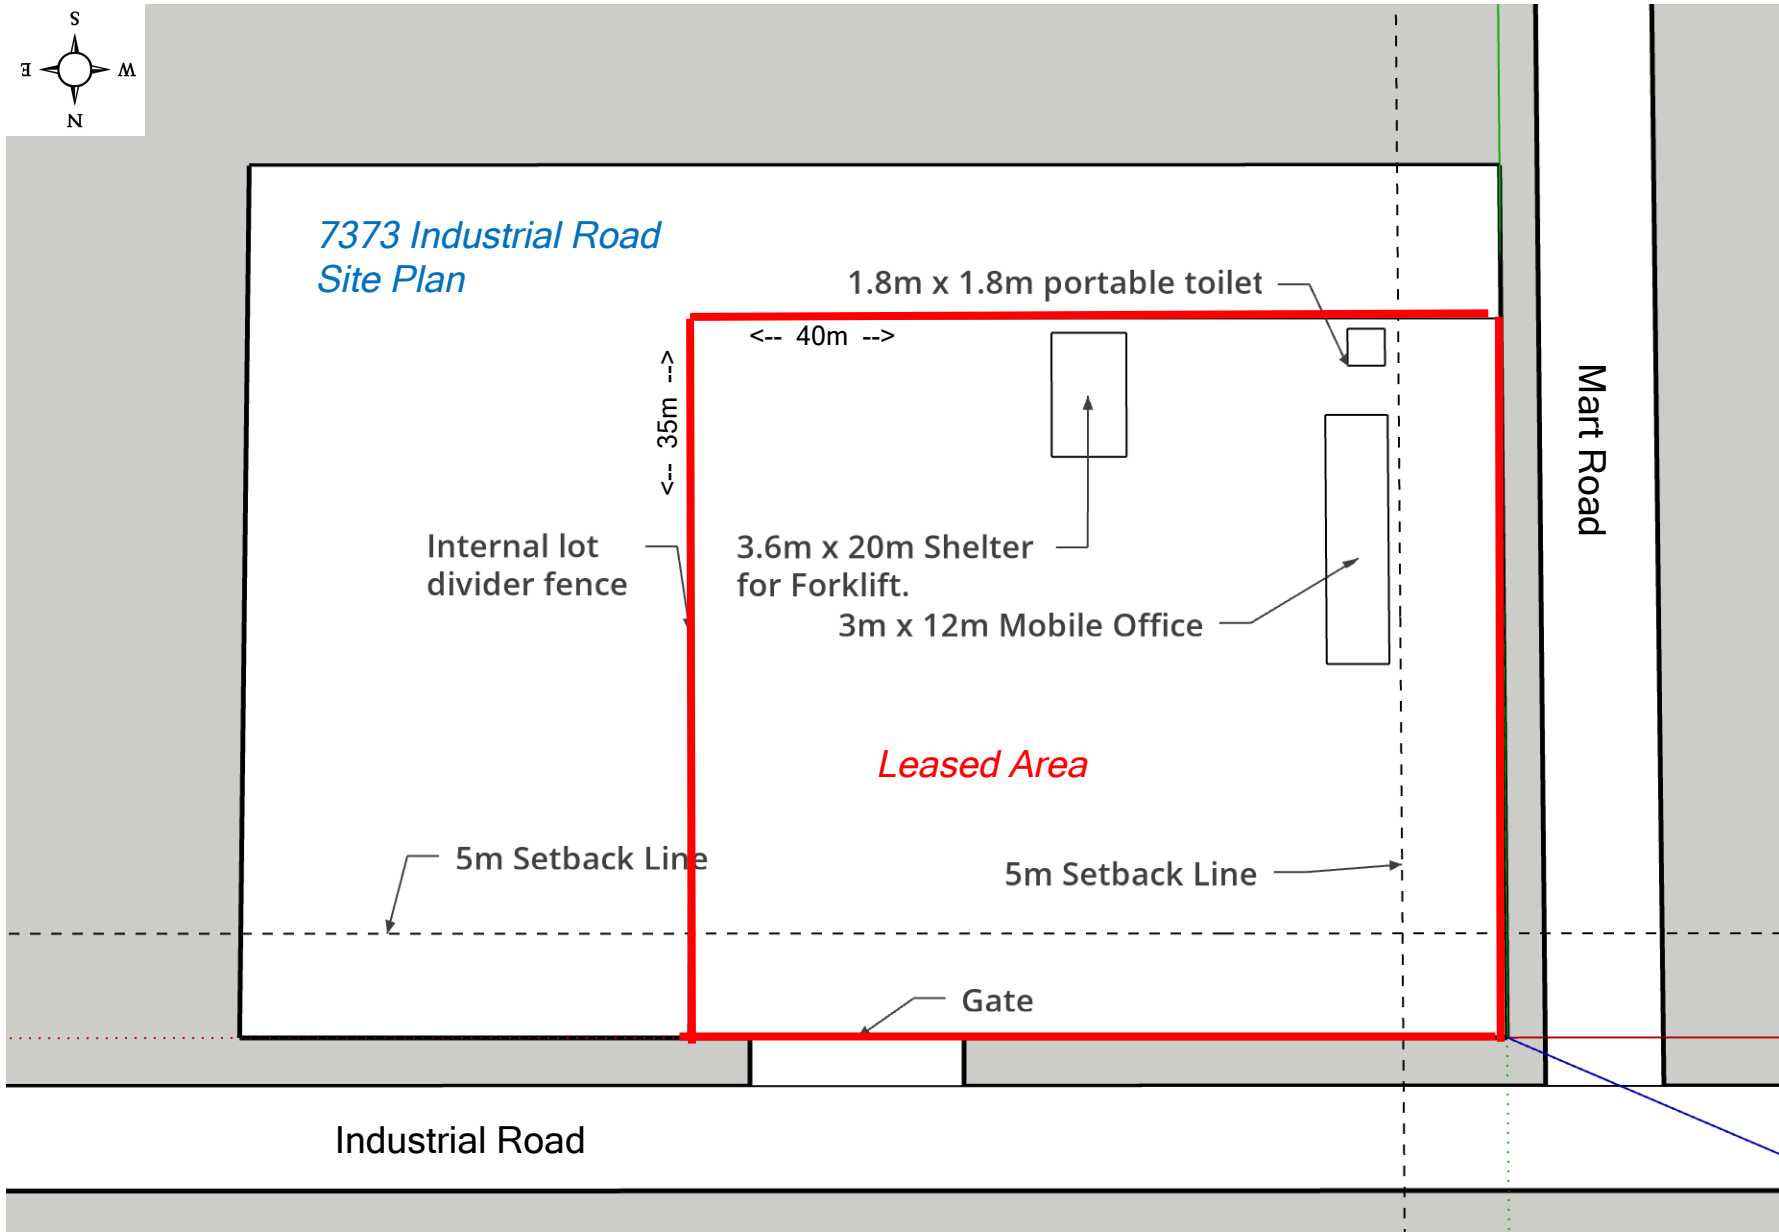 S
E W
N
7373 Industrial Road
Site Plan
1.8m x 1.8m portable toilet
<-- 40m -->
<-- 35m -->
Mart Road
Internal lot
divider fence
3.6m x 20m Shelter
for Forklift.
3m x 12m Mobile Office
Leased Area
5m Setback Line
5m Setback Line
Gate
Industrial Road